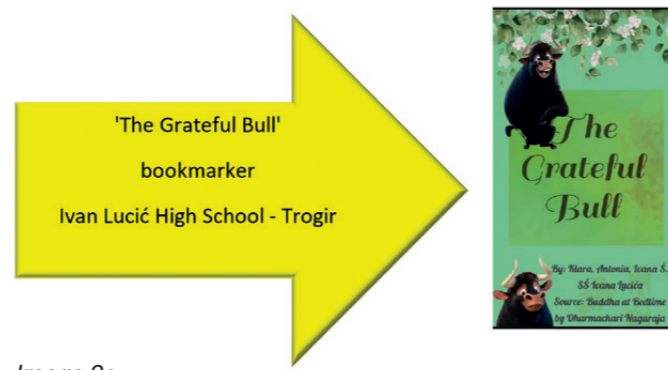 'The Grateful Bull'
bookmarker
Ivan Lucić High School - Trogir
The
Grateful
Bull
By: Kiara, Antonia, Ivana Š.
SŠ Ivana Lucića
Source: Buddha at Bedtime
by Dharmachari Nagaraja